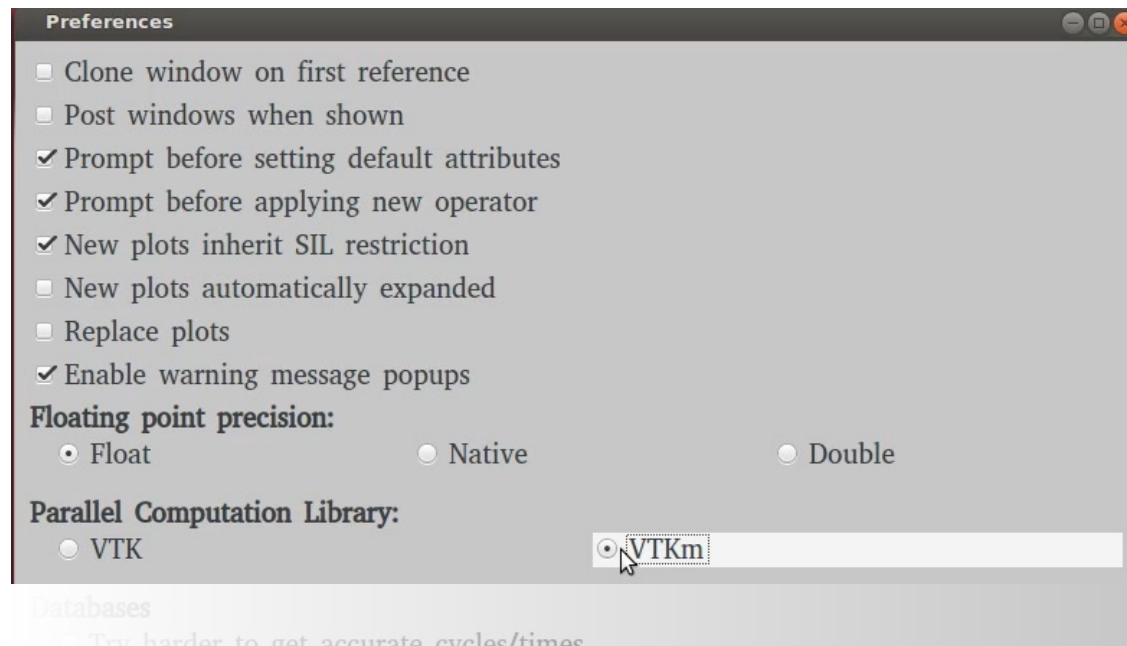 Preferences
Clone window on first reference
Post windows when shown
Prompt before setting default attributes
Prompt before applying new operator
New plots inherit SIL restriction
New plots automatically expanded
Replace plots
Enable warning message popups
Floating point precision:
Float Native Double
Parallel Computation Library:
VTK VTKm
Databases
Try harder to get accurate cycles/times